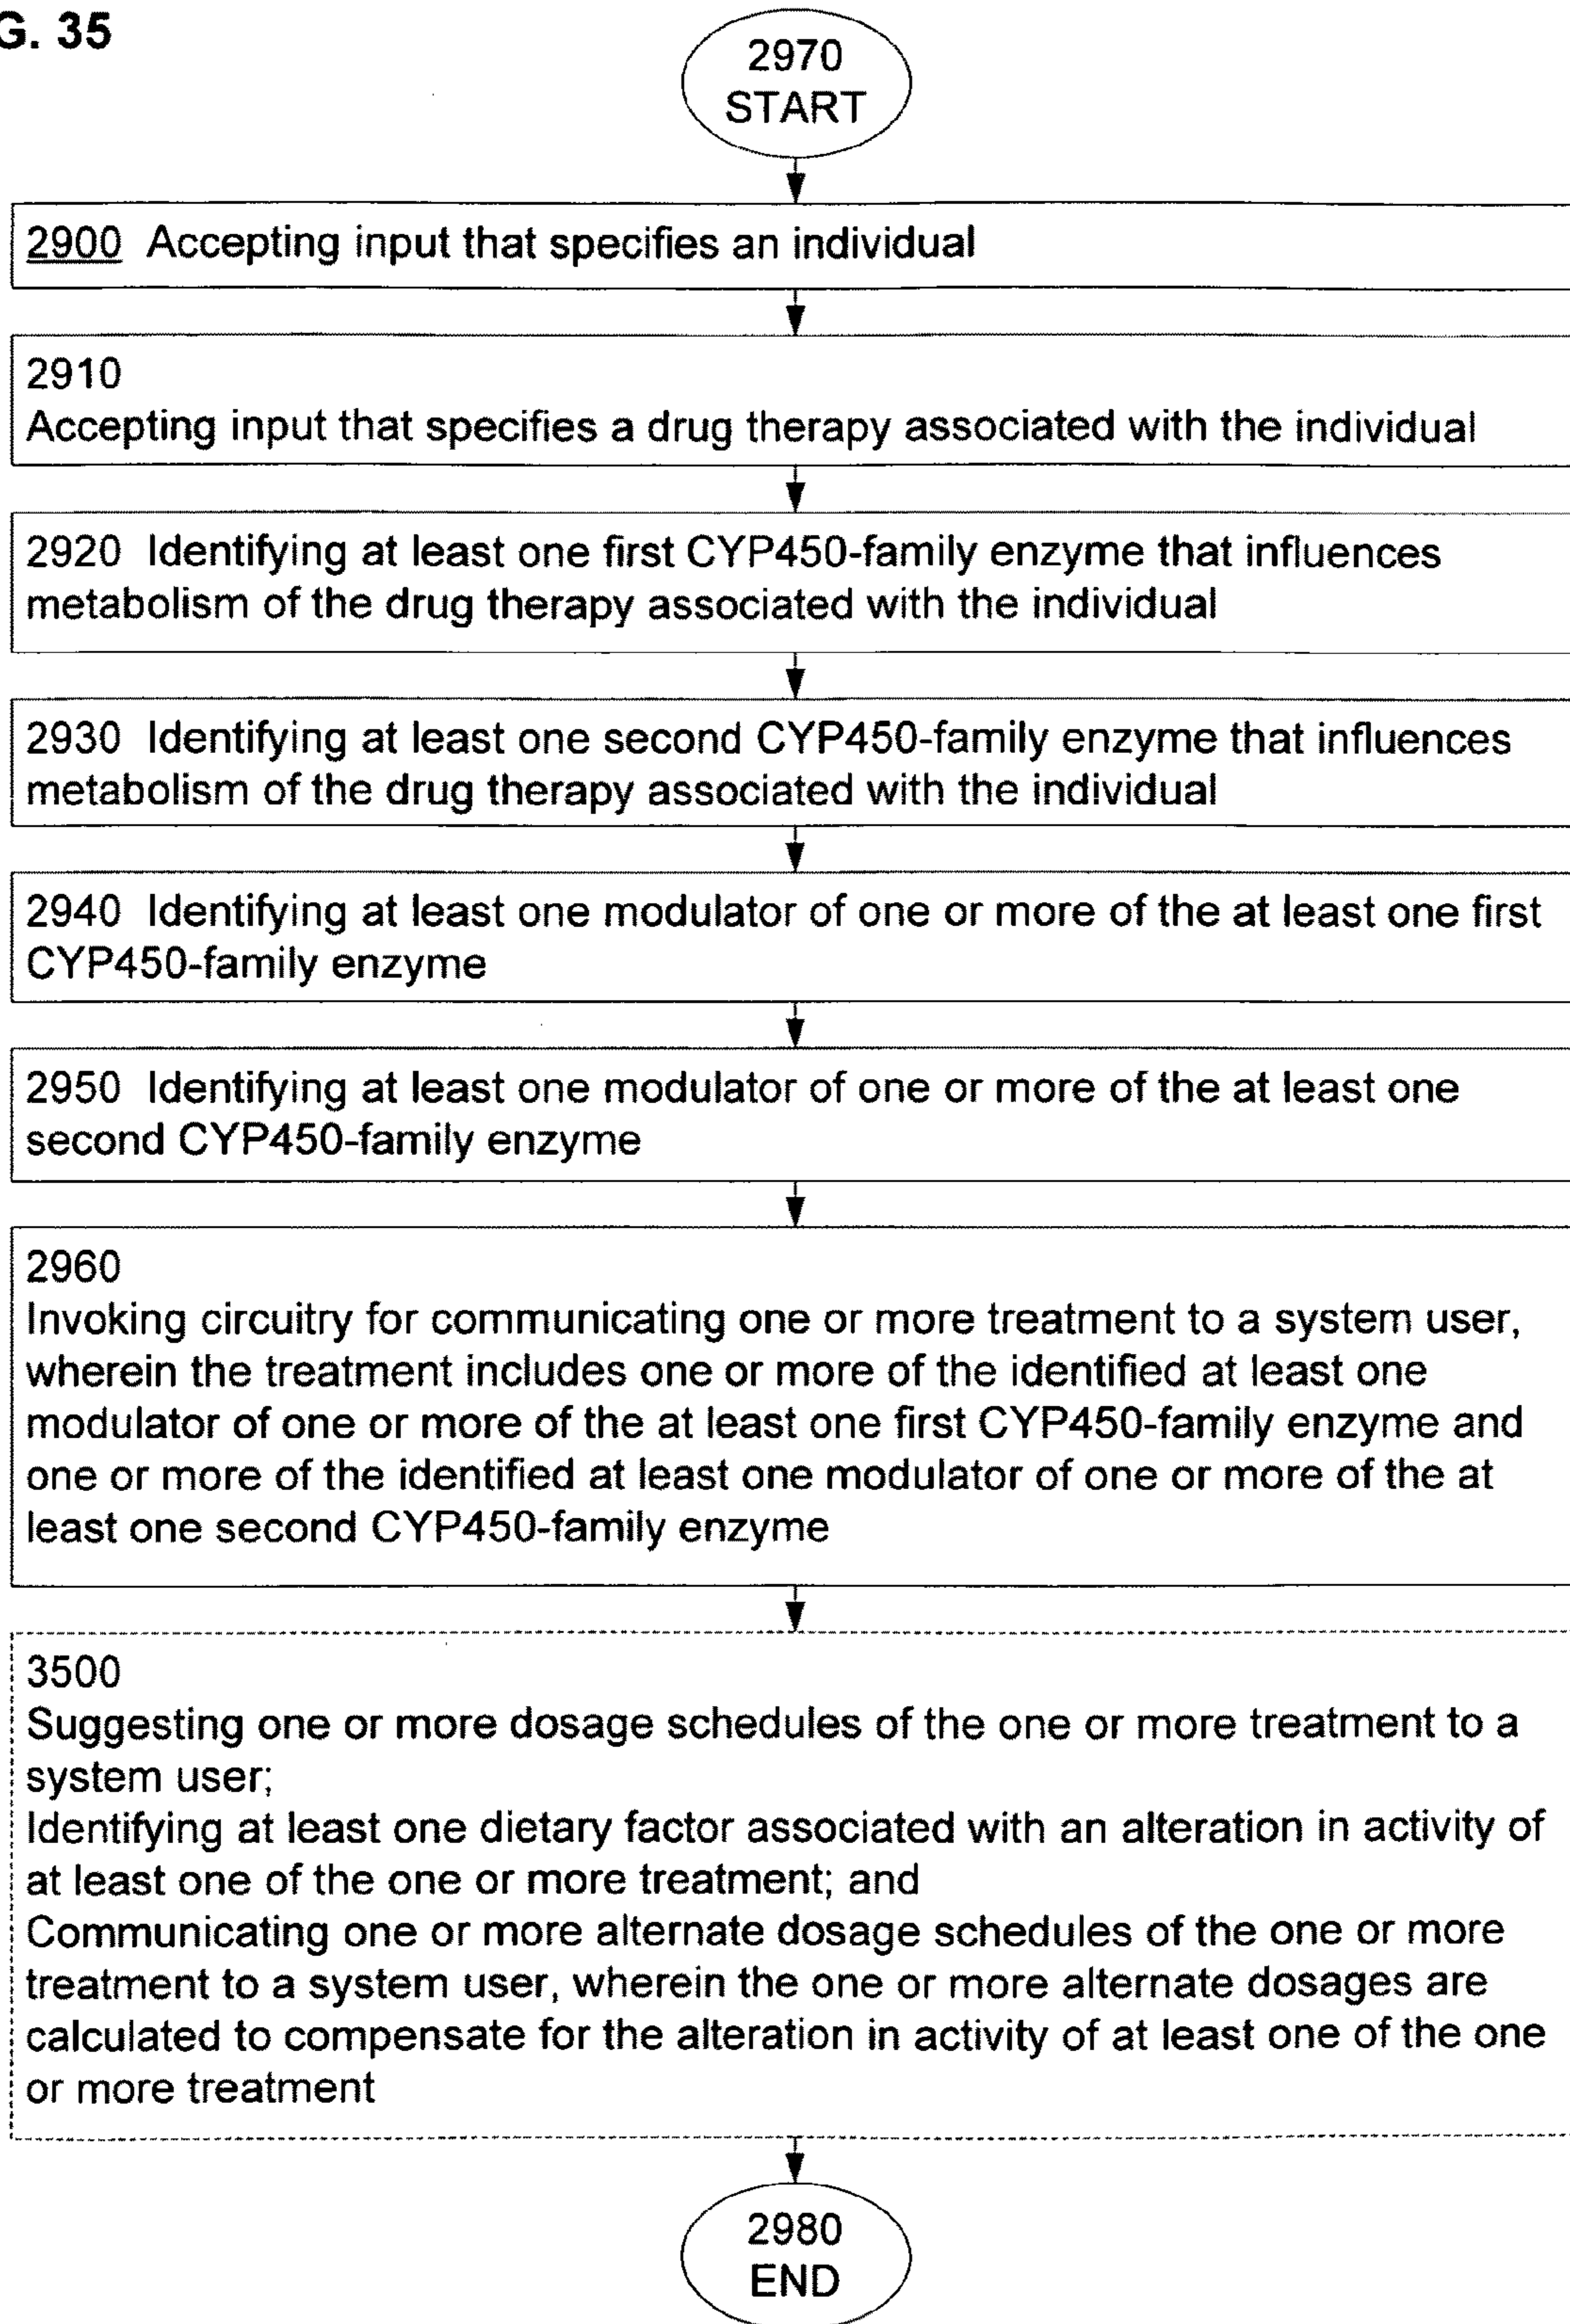 G. 35
2970
START
2900 Accepting input that specifies an individual
2910
Accepting input that specifies a drug therapy associated with the individual
2920 Identifying at least one first CYP450-family enzyme that influences
metabolism of the drug therapy associated with the individual
2930 Identifying at least one second CYP450-family enzyme that influences
metabolism of the drug therapy associated with the individual
2940 Identifying at least one modulator of one or more of the at least one first
CYP450-family enzyme
2950 Identifying at least one modulator of one or more of the at least one
second CYP450-family enzyme
2960
Invoking circuitry for communicating one or more treatment to a system user,
wherein the treatment includes one or more of the identified at least one
modulator of one or more of the at least one first CYP450-family enzyme and
one or more of the identified at least one modulator of one or more of the at
least one second CYP450-family enzyme
3500
Suggesting one or more dosage schedules of the one or more treatment to a
system user;
Identifying at least one dietary factor associated with an alteration in activity of
at least one of the one or more treatment; and
Communicating one or more alternate dosage schedules of the one or more
treatment to a system user, wherein the one or more alternate dosages are
calculated to compensate for the alteration in activity of at least one of the one
or more treatment
2980
END